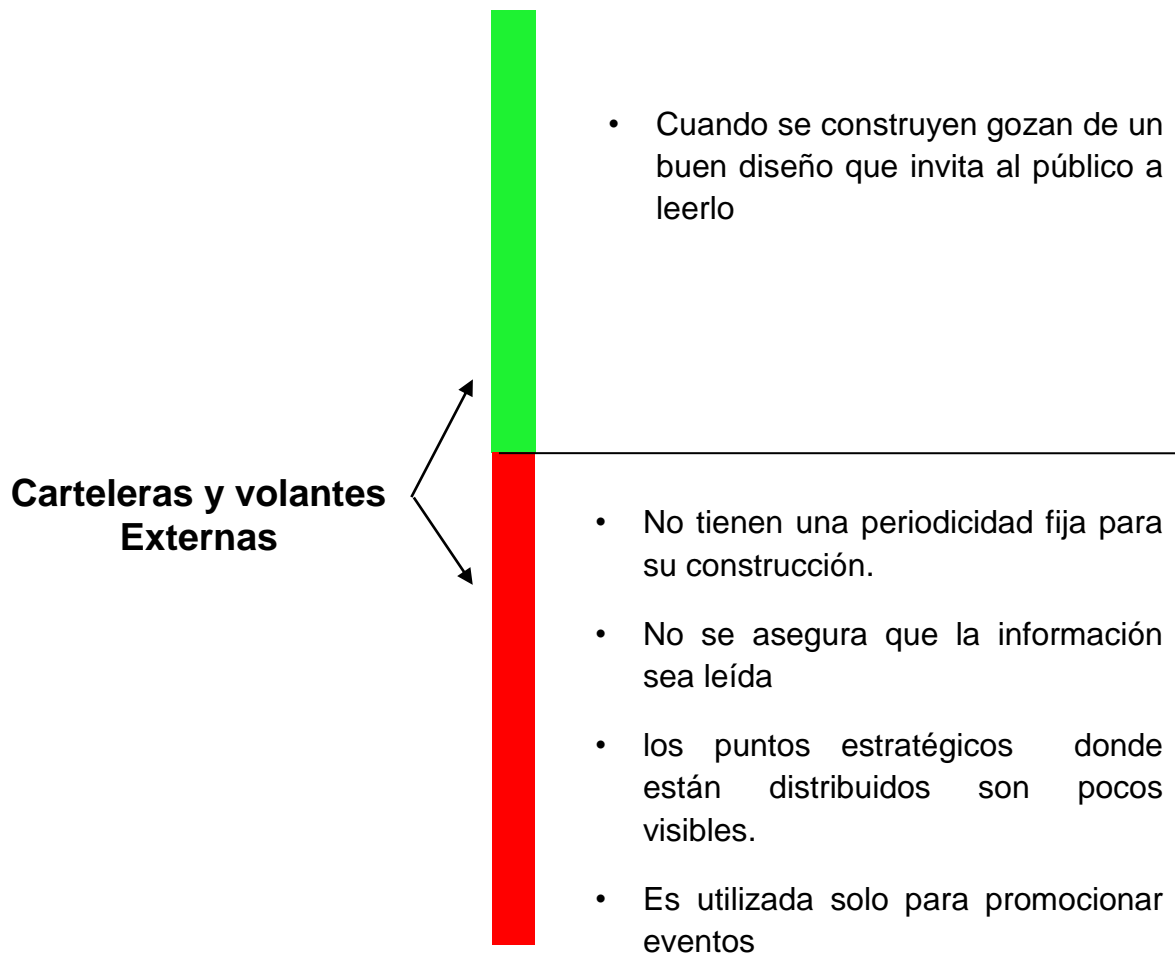 Carteleras y volantes
Externas
• Cuando se construyen gozan de un
buen diseño que invita al público a
leerlo
• No tienen una periodicidad fija para
su construcción.
• No se asegura que la información
sea leída
• los puntos estratégicos donde
están distribuidos son pocos
visibles.
• Es utilizada solo para promocionar
eventos